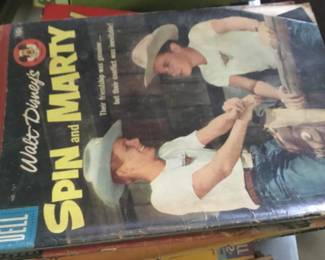 DELL
Walt Disney's
SPIN and MARTY
Their friendship was genuine...
but their conflict was inevitable!